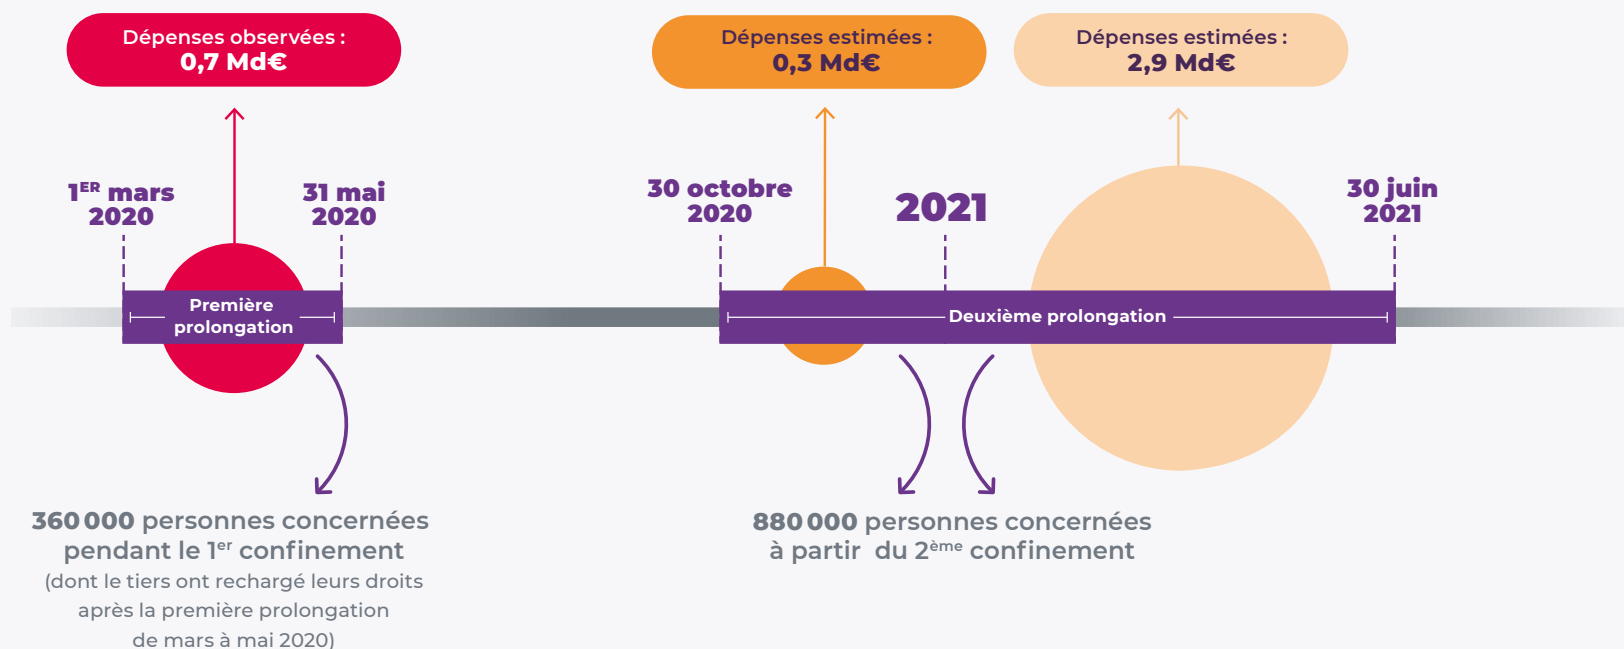 Dépenses observées :
0,7 Md€
Dépenses estimées :
0,3 Md€
Dépenses estimées :
2,9 Md€
1ER mars
2020
31 mai
2020
30 octobre
2020
2021
30 juin
2021
Première
prolongation
Deuxième prolongation
360 000 personnes concernées
pendant le 1er confinement
(dont le tiers ont rechargé leurs droits
après la première prolongation
de mars à mai 2020)
880 000 personnes concernées
à partir du 2ème confinement